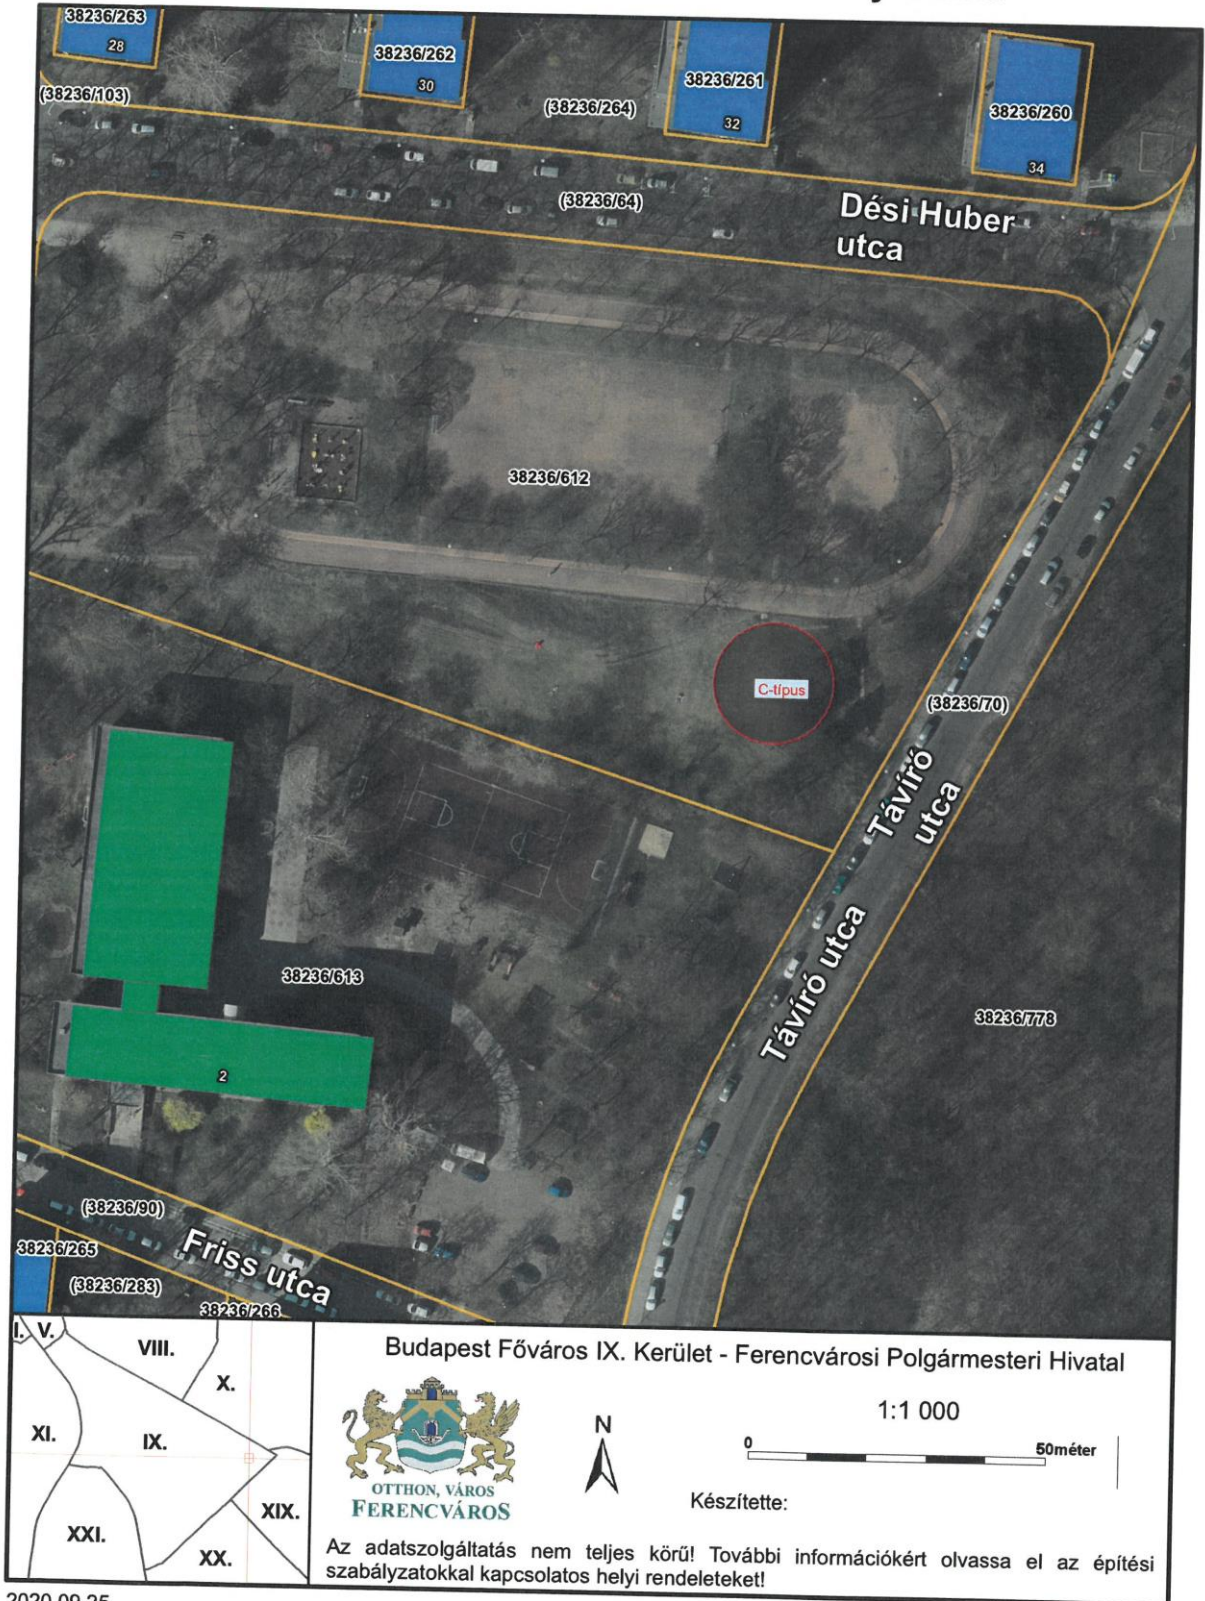 38236/263
28
38236/262
30
38236/261
32
38236/260
34
(38236/103)
(38236/264)
(38236/64)
Dési Huber
utca
38236/612
C-típus
(38236/70)
Távíró
utca
Távíró utca
38236/613
38236/778
2
(38236/90)
Friss utca
38236/265
(38236/283)
38236/266
I.
V.
VIII.
X.
XI.
IX.
XIX.
XXI.
XX.
Budapest Főváros IX. Kerület - Ferencvárosi Polgármesteri Hivatal
OTTHON, VÁROS
FERENCVÁROS
N
1:1 000
0
50méter
Készítette:
Az adatszolgáltatás nem teljes körű! További információkért olvassa el az építési
szabályzatokkal kapcsolatos helyi rendeleteket!
2020.09.25